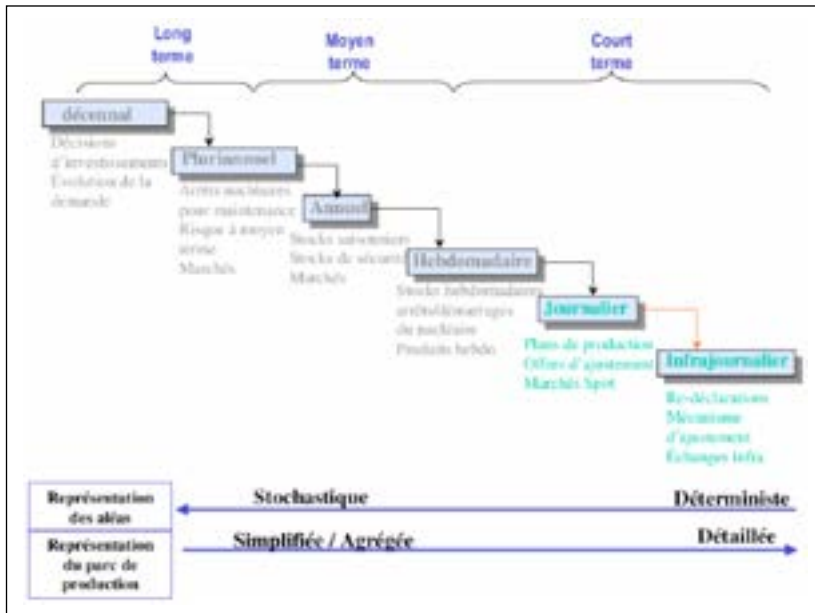 Long
terme
Moyen
terme
Court
terme
décennal
Décisions
d'investissements
Evolution de la
demande
Pluriannuel
Arrêts nucléaires
pour maintenance
Risque à moyen
terme
Marchés
Annuel
Stocks saisonniers
Stocks de sécurité
Marchés
Hebdomadaire
Stocks hebdomadaires
arrêts/démarrages
du nucléaire
Produits hebdo
Journalier
Plans de production
Offres d'ajustement
Marchés Spot
Infrajournalier
Re-déclarations
Mécanisme
d'ajustement
Échanges infra
Représentation
des aléas
Stochastique
Déterministe
Représentation
du parc de
production
Simplifiée / Agrégée
Détaillée